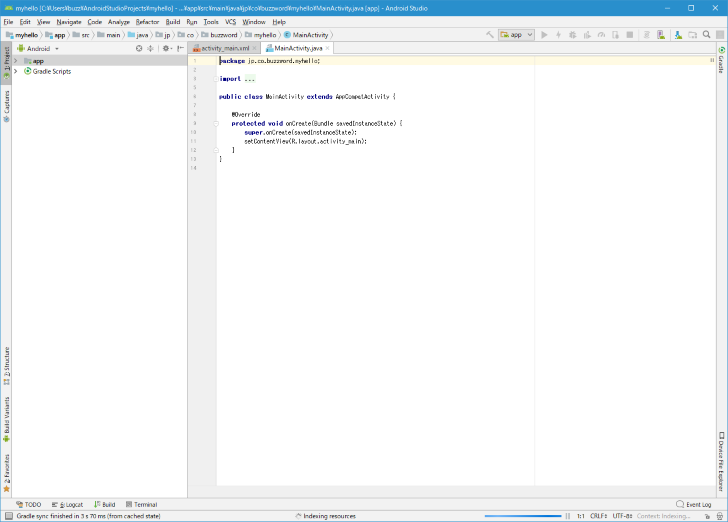 myhello [C:¥Users¥buzz¥AndroidStudioProjects¥myhello] - ...¥app¥src¥main¥java¥jp¥co¥buzzword¥myhello¥MainActivity.java [app] - Android Studio
File Edit View Navigate Code Analyze Refactor Build Run Tools VCS Window Help
myhello app src main java jp co buzzword myhello MainActivity app
Android
activity_main.xml MainActivity.java
app
Gradle Scripts
1: Project
Captures
Z: Structure
Build Variants
2: Favorites
Gradle
Device File Explorer
1 package jp.co.buzzword.myhello;
2
3 import ...
5
6 public class MainActivity extends AppCompatActivity {
7
8 @Override
9 protected void onCreate(Bundle savedInstanceState) {
10 super.onCreate(savedInstanceState);
11 setContentView(R.layout.activity_main);
12 }
13 }
14
TODO 6: Logcat Build Terminal Event Log
Gradle sync finished in 3 s 70 ms (from cached state) Indexing resources 1:1 CRLF÷ UTF-8÷ Context: Indexing...